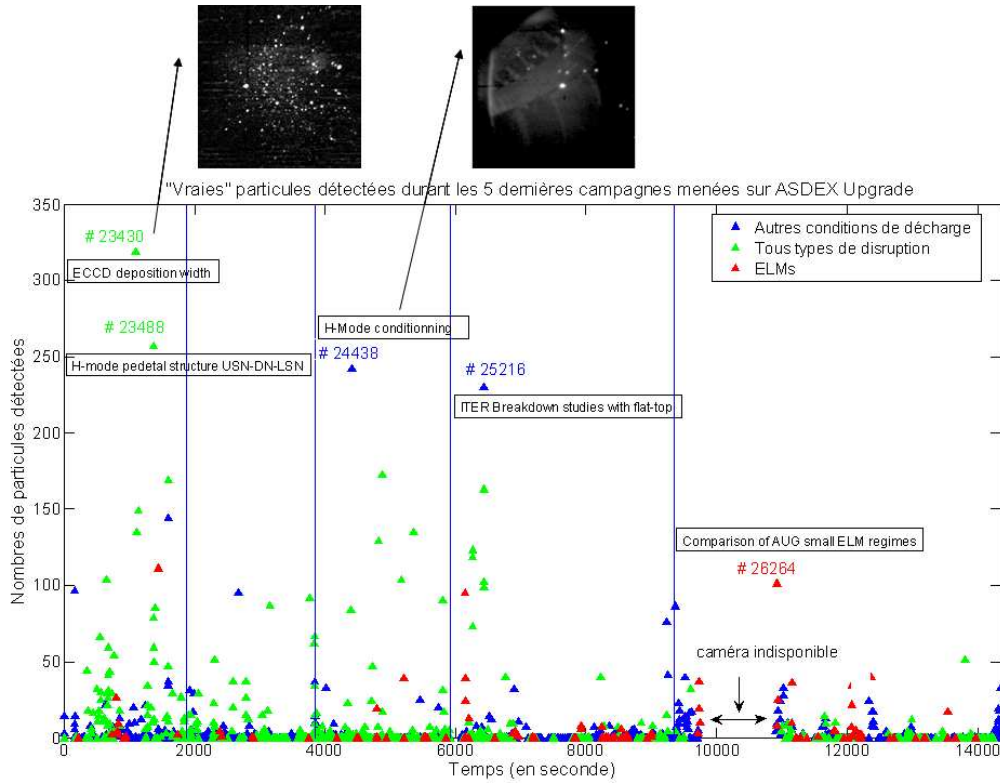 "Vraies" particules détectées durant les 5 dernières campagnes menées sur ASDEX Upgrade
350
300
250
200
150
100
50
0
Nombres de particules détectées
▲ Autres conditions de décharge
▲ Tous types de disruption
▲ ELMs
# 23430
ECCD deposition width
# 23488
H-mode pedetal structure USN-DN-LSN
H-Mode conditionning
# 24438
# 25216
ITER Breakdown studies with flat-top
Comparison of AUG small ELM regimes
# 26264
caméra indisponible
0 2000 4000 6000 8000 10000 12000 14000
Temps (en seconde)